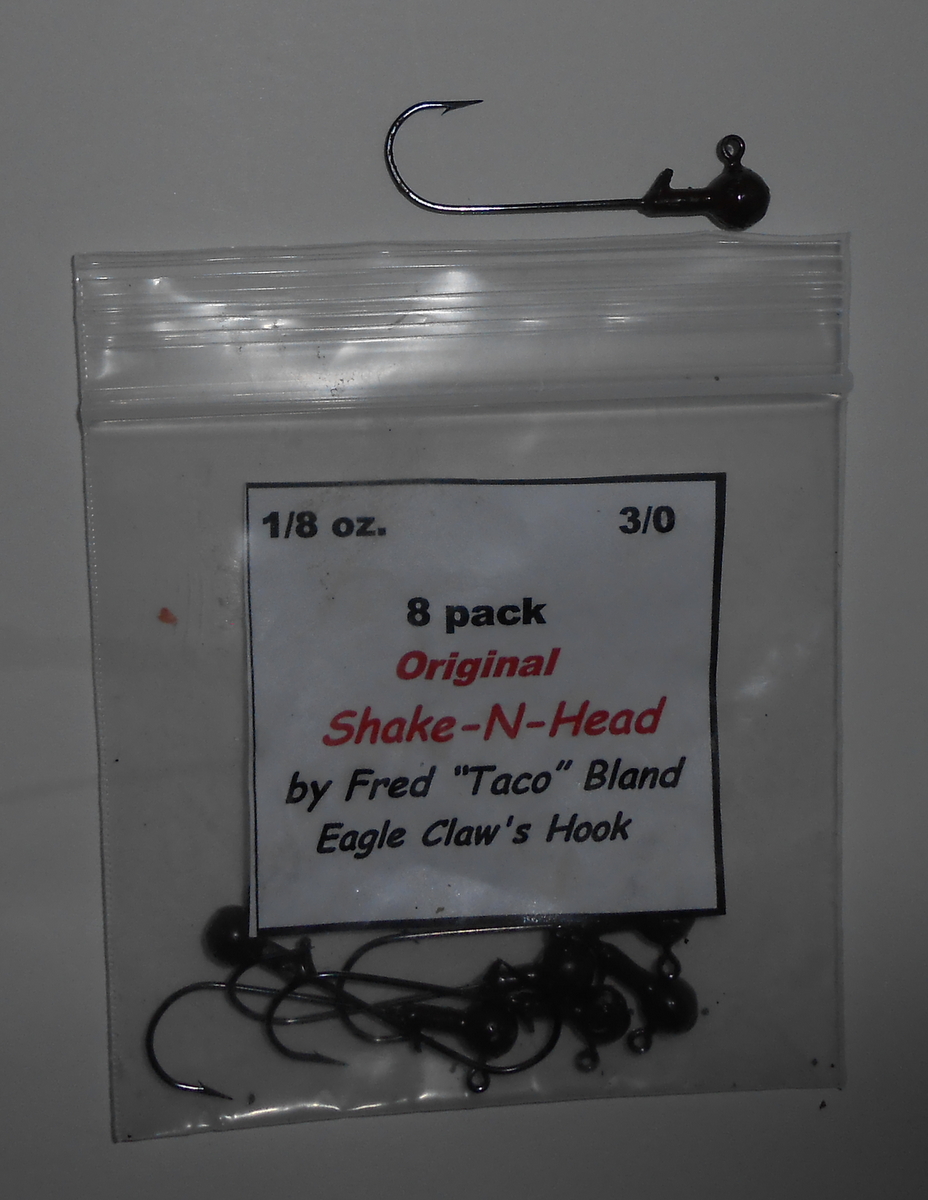 1/8 oz. 3/0
8 pack
Original
Shake-N-Head
by Fred "Taco" Bland
Eagle Claw's Hook